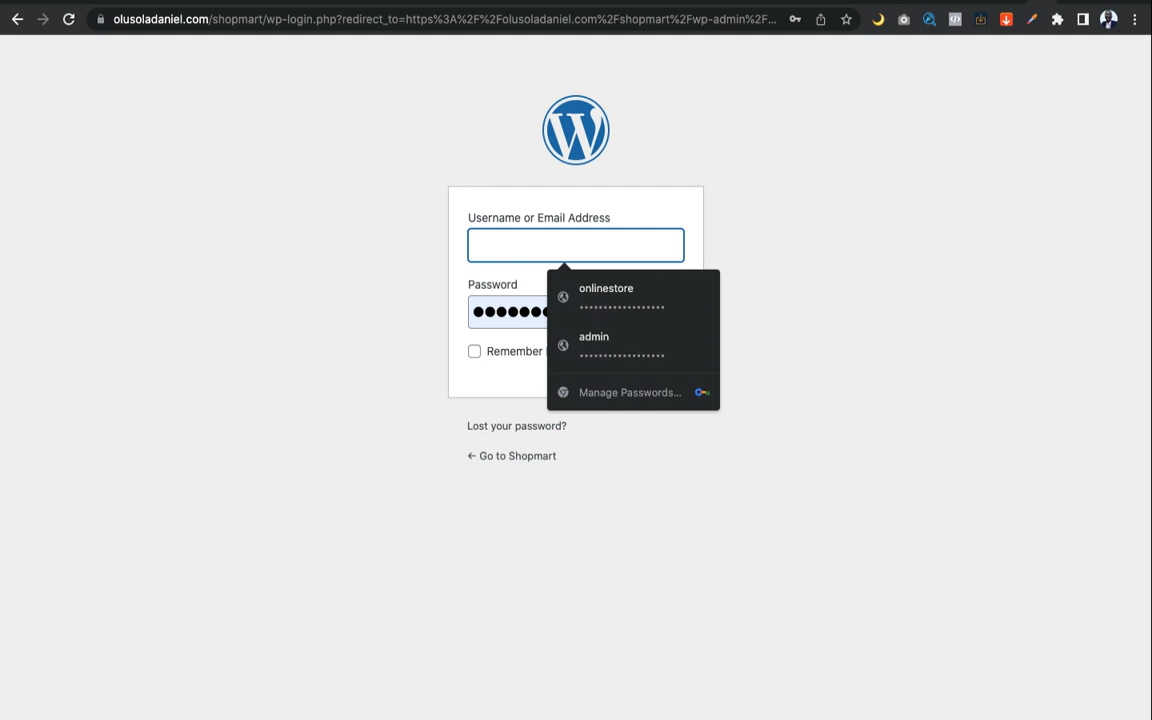 olusoladaniel.com/shopmart/wp-login.php?redirect_to=https%3A%2F%2Folusoladaniel.com%2Fshopmart%2Fwp-admin%2F...
Username or Email Address
Password
onlinestore
admin
Remember
Manage Passwords...
Lost your password?
← Go to Shopmart